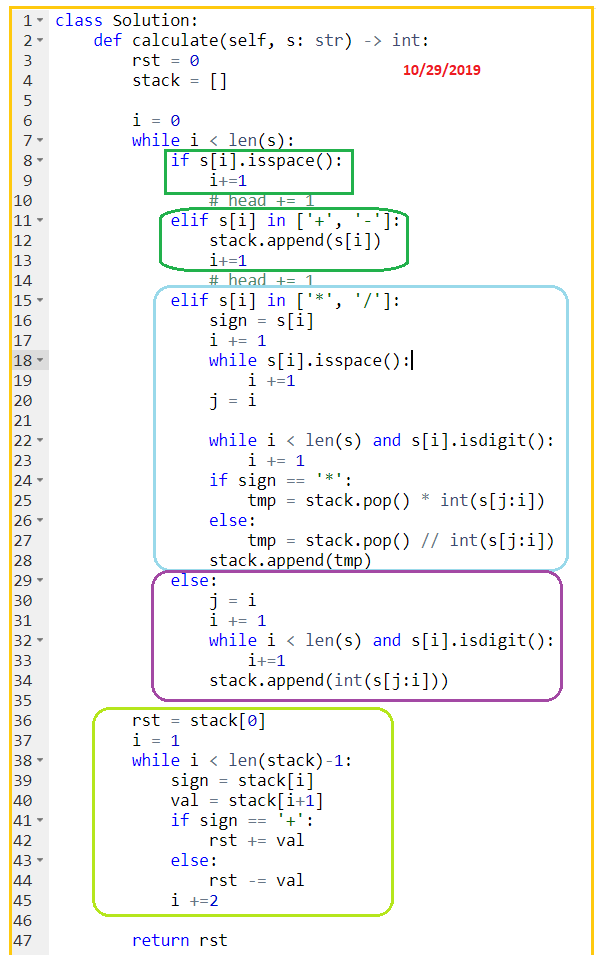 1 class Solution:
2     def calculate(self, s: str) -> int:
3         rst = 0
10/29/2019
4         stack = []
5
6         i = 0
7         while i < len(s):
8             if s[i].isspace():
9                 i+=1
10                 # head += 1
11             elif s[i] in ['+', '-']:
12                 stack.append(s[i])
13                 i+=1
14                 # head += 1
15             elif s[i] in ['*', '/']:
16                 sign = s[i]
17                 i += 1
18                 while s[i].isspace():
19                     i +=1
20                 j = i
21
22                 while i < len(s) and s[i].isdigit():
23                     i += 1
24                 if sign == '*':
25                     tmp = stack.pop() * int(s[j:i])
26                 else:
27                     tmp = stack.pop() // int(s[j:i])
28                 stack.append(tmp)
29             else:
30                 j = i
31                 i += 1
32                 while i < len(s) and s[i].isdigit():
33                     i+=1
34                 stack.append(int(s[j:i]))
35
36         rst = stack[0]
37         i = 1
38         while i < len(stack)-1:
39             sign = stack[i]
40             val = stack[i+1]
41             if sign == '+':
42                 rst += val
43             else:
44                 rst -= val
45             i +=2
46
47         return rst